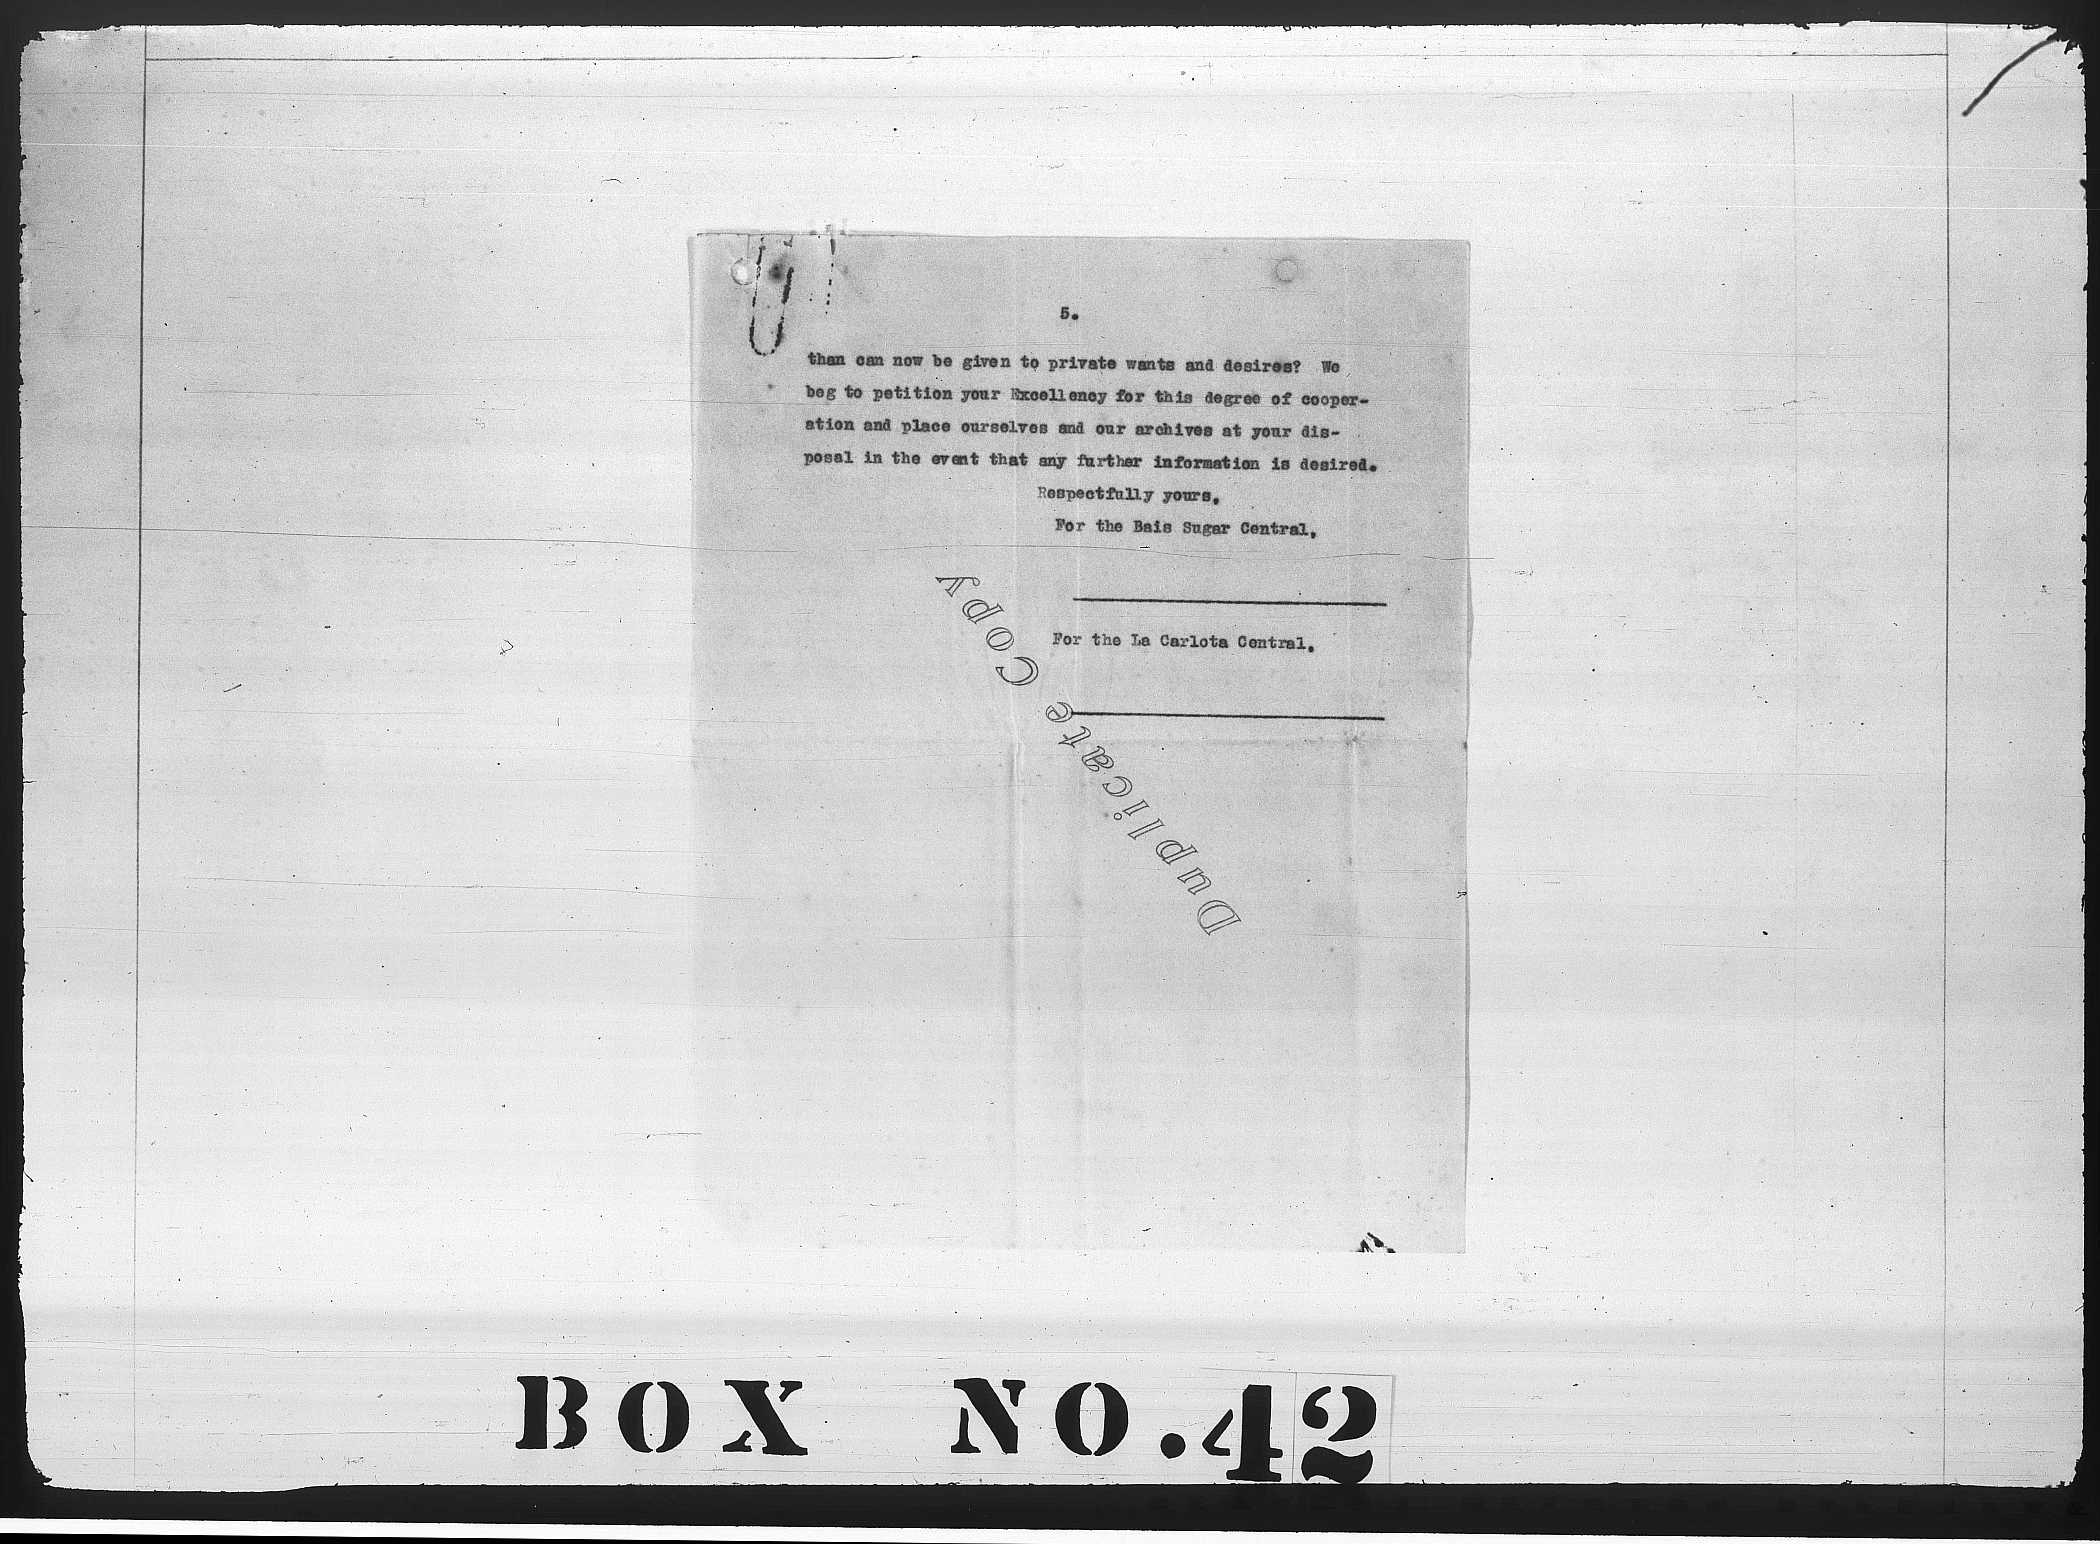 5.
than can now be given to private wants and desires? We
beg to petition your Excellency for this degree of cooper-
ation and place ourselves and our archives at your dis-
posal in the event that any further information is desired.
Respectfully yours,
For the Bais Sugar Central,
For the La Carlota Central,
Duplicate Copy
BOX NO.42